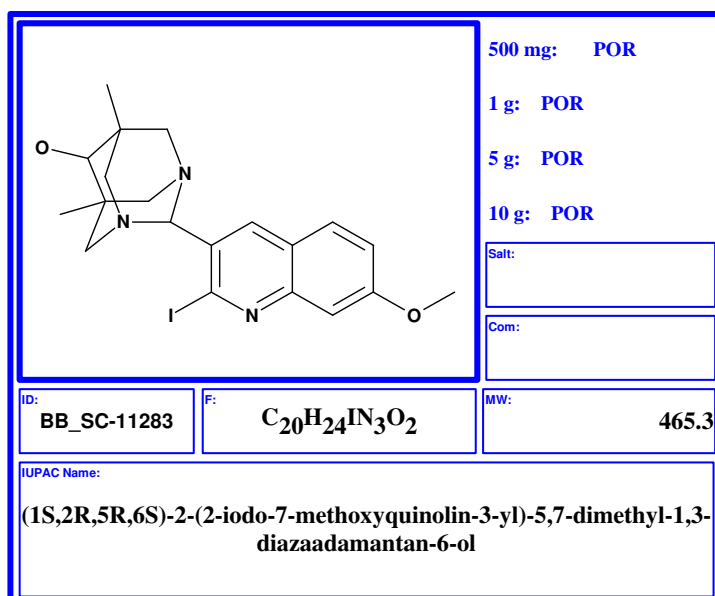 500 mg: POR
1 g: POR
5 g: POR
10 g: POR
O
N
N
I
N
O
Salt:
Com:
ID:
BB_SC-11283
F:
C20H24IN3O2
MW:
465.3
IUPAC Name:
(1S,2R,5R,6S)-2-(2-iodo-7-methoxyquinolin-3-yl)-5,7-dimethyl-1,3-
diazaadamantan-6-ol